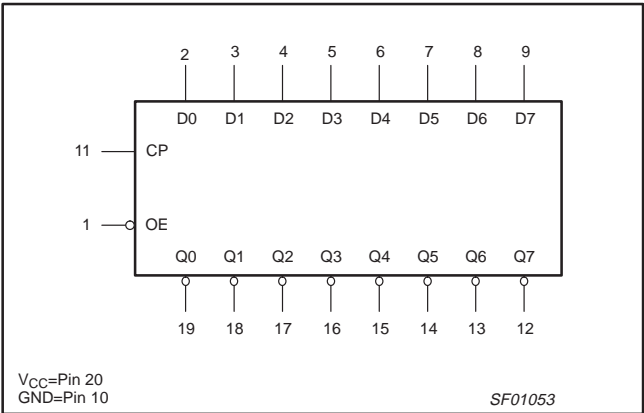 2 3 4 5 6 7 8 9
D0 D1 D2 D3 D4 D5 D6 D7
11 CP
1 OE
Q0 Q1 Q2 Q3 Q4 Q5 Q6 Q7
19 18 17 16 15 14 13 12
VCC=Pin 20
GND=Pin 10
SF01053